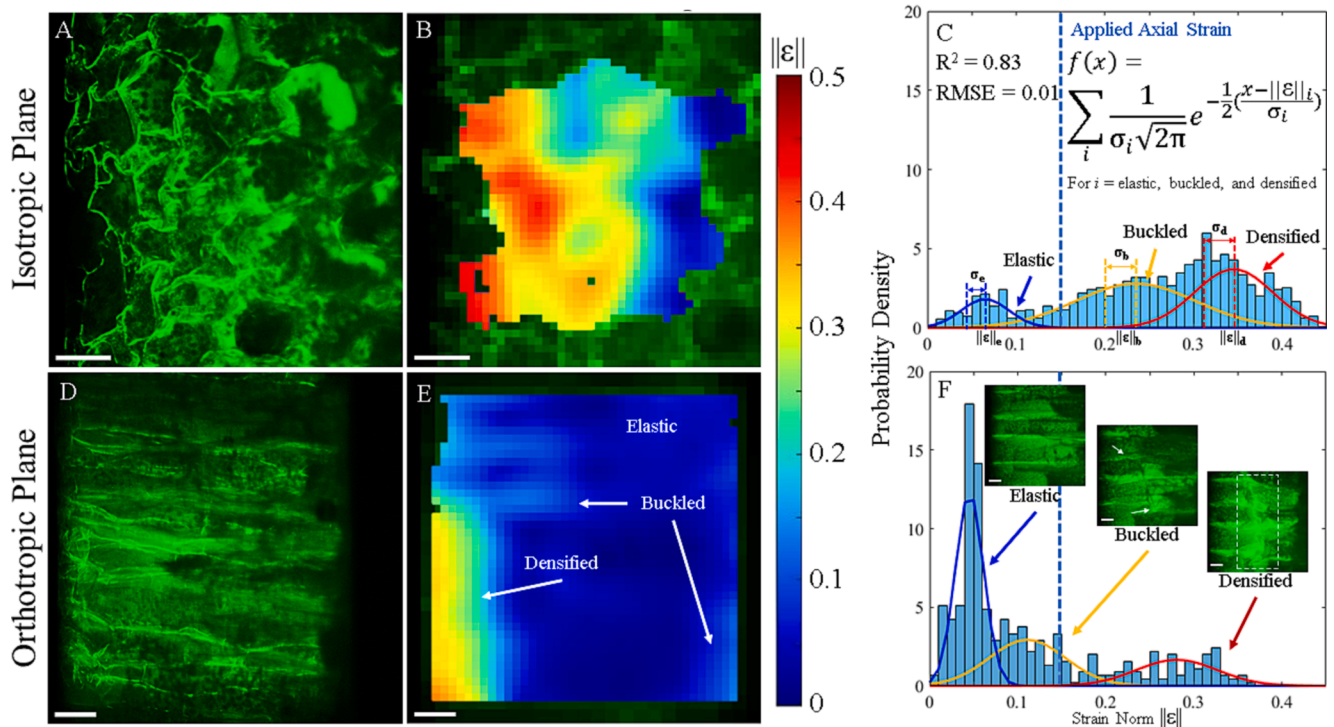 Isotropic Plane
A
B
||ε||
0.5
0.4
0.3
0.2
0.1
0
Orthotropic Plane
D
E
Elastic
Buckled
Densified
Probability Density
C
Applied Axial Strain
R² = 0.83
RMSE = 0.01
f(x) =
∑ᵢ 1/(σᵢ√2π) e^(-½((x-||ε||ᵢ)/σᵢ))
For i = elastic, buckled, and densified
20
15
10
5
0
σₑ
Elastic
σ_b
Buckled
σ_d
Densified
0 0.1 0.2 0.3 0.4
||ε||ₑ ||ε||_b ||ε||_d
F
20
15
10
5
0
Elastic
Buckled
Densified
0 0.1 0.2 0.3 0.4
Strain Norm ||ε||